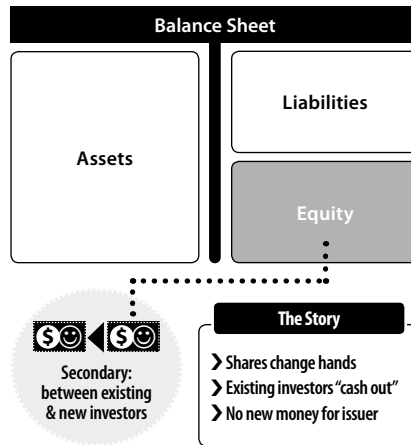 Balance Sheet
Assets
Liabilities
Equity
$ $
Secondary:
between existing
& new investors
The Story
❯ Shares change hands
❯ Existing investors “cash out”
❯ No new money for issuer